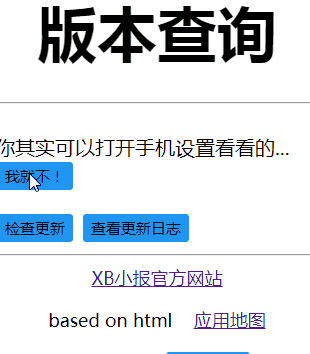 版本查询
你其实可以打开手机设置看看的...
我就不！
检查更新 查看更新日志
XB小报官方网站
based on html 应用地图